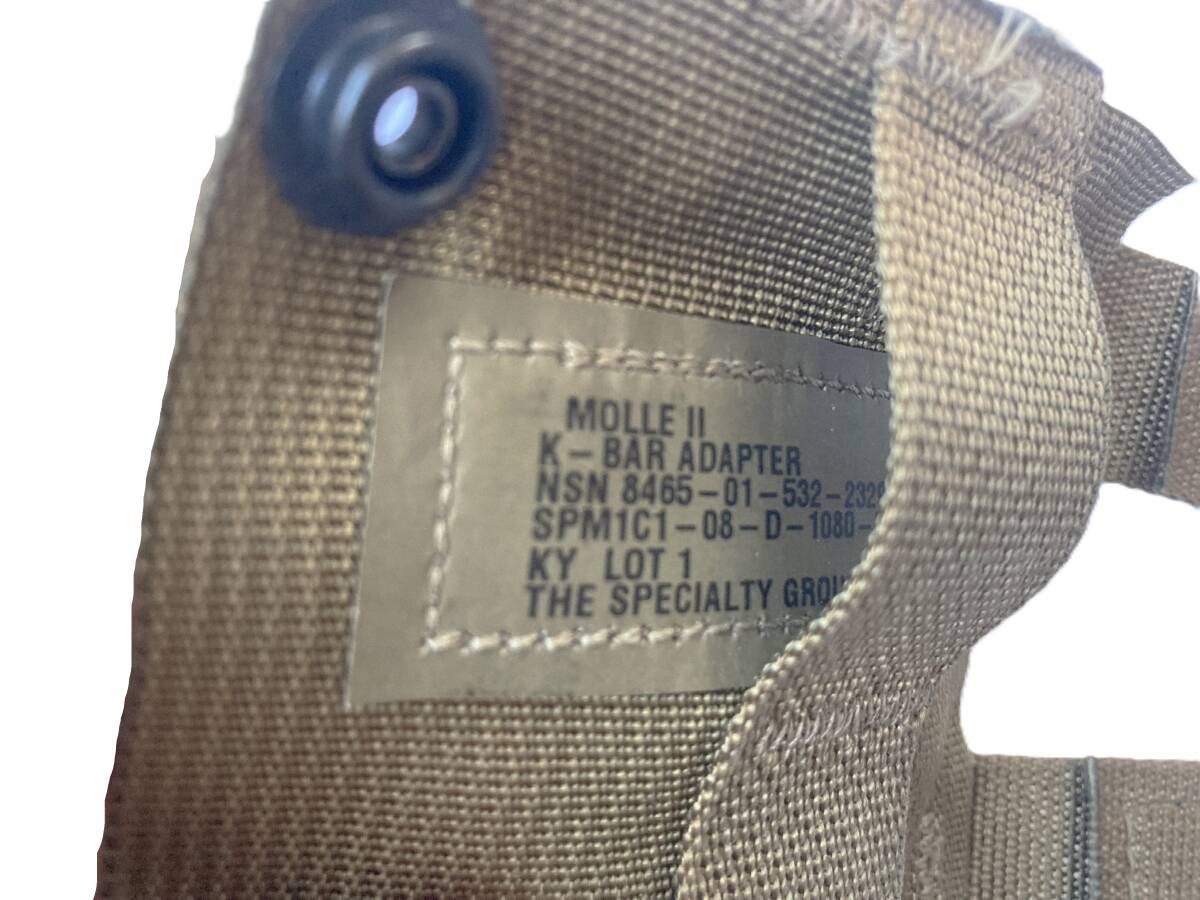 MOLLE II
K-BAR ADAPTER
NSN 8465-01-532-232
SPM1C1-08-D-1080-
KY LOT 1
THE SPECIALTY GROU